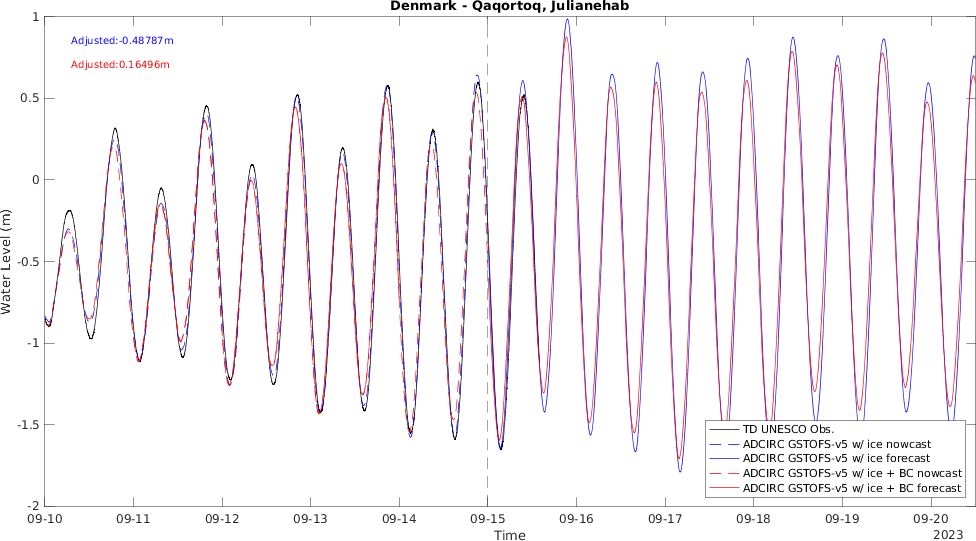 Denmark - Qaqortoq, Julianehab
Adjusted:-0.48787m
Adjusted:0.16496m
Water Level (m)
1
0.5
0
-0.5
-1
-1.5
-2
TD UNESCO Obs.
ADCIRC GSTOFS-v5 w/ ice nowcast
ADCIRC GSTOFS-v5 w/ ice forecast
ADCIRC GSTOFS-v5 w/ ice + BC nowcast
ADCIRC GSTOFS-v5 w/ ice + BC forecast
09-10 09-11 09-12 09-13 09-14 09-15 09-16 09-17 09-18 09-19 09-20
Time
2023